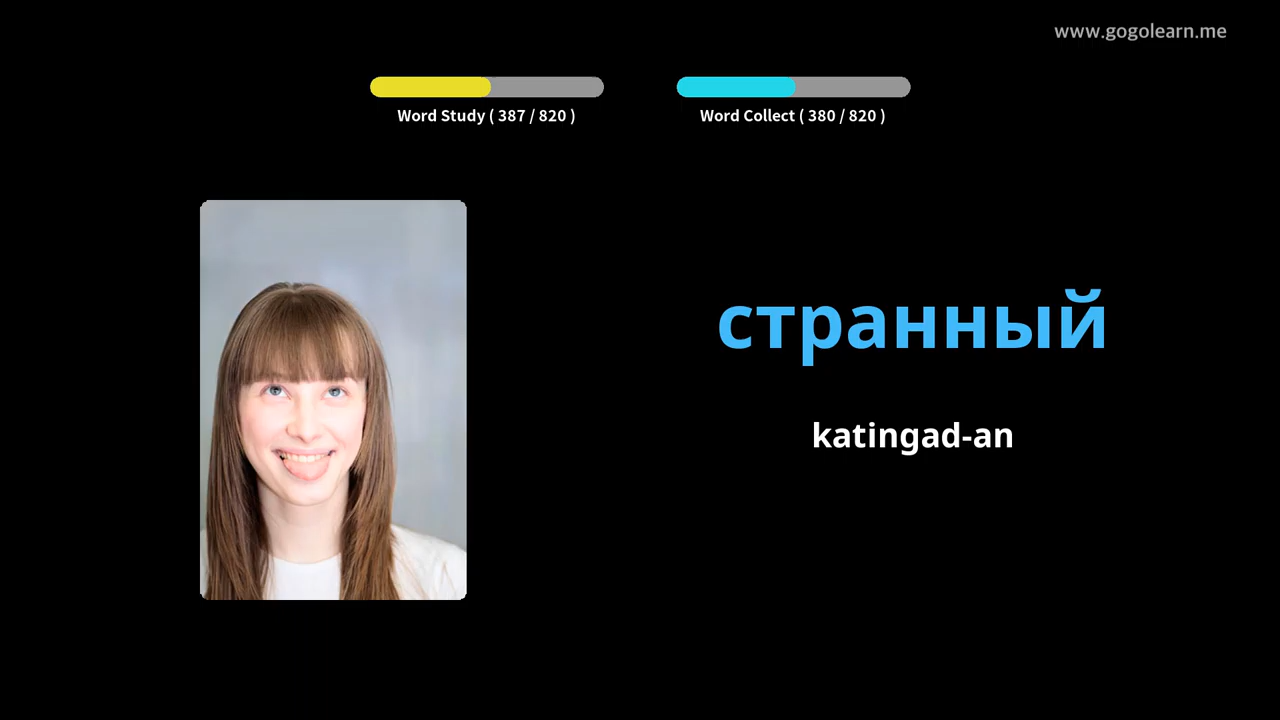 www.gogolearn.me
Word Study ( 387 / 820 )
Word Collect ( 380 / 820 )
странный
katingad-an